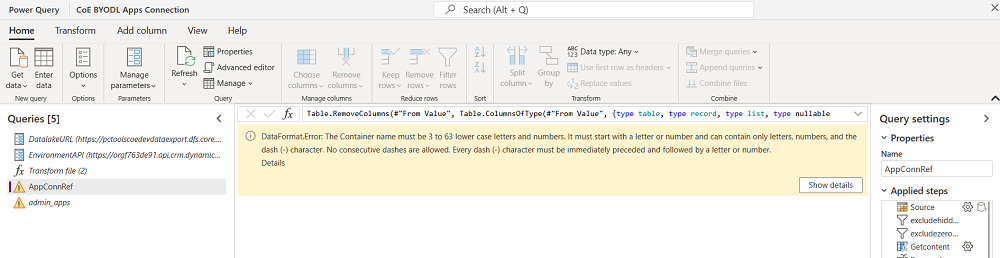 Power Query CoE BYODL Apps Connection Search (Alt + Q)
Home Transform Add column View Help
Get data Enter data Options Manage parameters Refresh Properties Advanced editor Manage Choose columns Remove columns Keep rows Reduce rows Filter rows Split column Group by Data type: Any Use first row as headers Replace values Merge queries Append queries Combine files
New query Options Parameters Query Manage columns Reduce rows Sort Transform Combine
Queries [5]
DatalakeURL (https://pctoolscoedevdataexport.dfs.core...
EnvironmentAPI (https://orgf763de91.api.crm.dynamic...
fx Transform file (2)
AppConnRef
admin_apps
fx Table.RemoveColumns(#"From Value", Table.ColumnsOfType(#"From Value", {type table, type record, type list, type nullable
DataFormat.Error: The Container name must be 3 to 63 lower case letters and numbers. It must start with a letter or number and can contain only letters, numbers, and the
dash (-) character. No consecutive dashes are allowed. Every dash (-) character must be immediately preceded and followed by a letter or number.
Details
Show details
Query settings
Properties
Name
AppConnRef
Applied steps
Source
excludehidd...
excludezero...
Getcontent